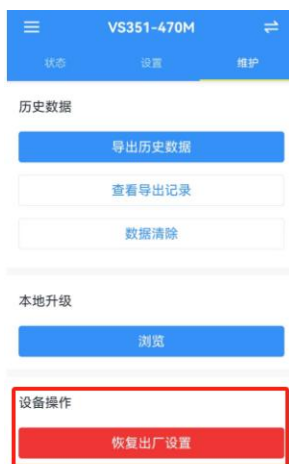 VS351-470M
状态 设置 维护
历史数据
导出历史数据
查看导出记录
数据清除
本地升级
浏览
设备操作
恢复出厂设置